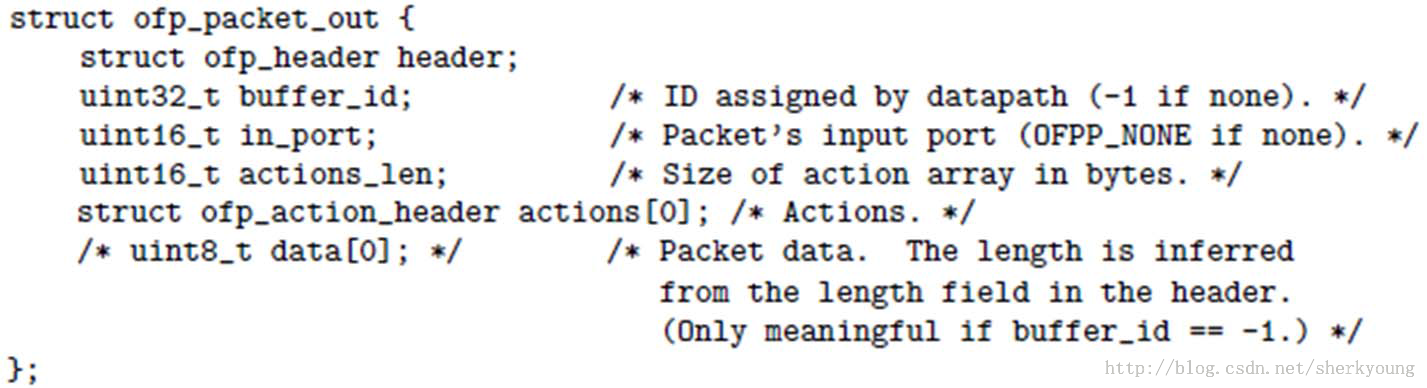 struct ofp_packet_out {
struct ofp_header header;
uint32_t buffer_id; /* ID assigned by datapath (-1 if none). */
uint16_t in_port; /* Packet's input port (OFPP_NONE if none). */
uint16_t actions_len; /* Size of action array in bytes. */
struct ofp_action_header actions[0]; /* Actions. */
/* uint8_t data[0]; */ /* Packet data. The length is inferred
from the length field in the header.
(Only meaningful if buffer_id == -1.) */
};
http://blog.csdn.net/sherkyoung